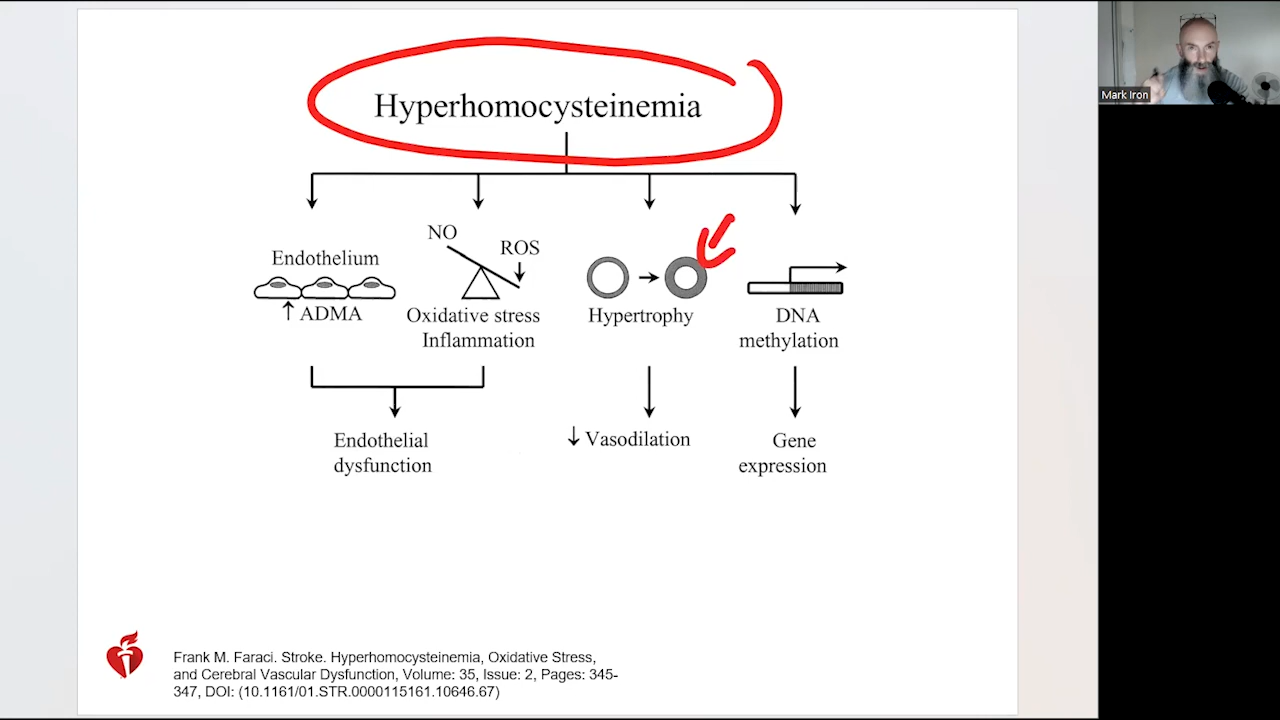 Hyperhomocysteinemia
Endothelium
↑ ADMA
NO
ROS
Oxidative stress
Inflammation
Hypertrophy
DNA
methylation
Endothelial
dysfunction
↓ Vasodilation
Gene
expression
Frank M. Faraci. Stroke. Hyperhomocysteinemia, Oxidative Stress,
and Cerebral Vascular Dysfunction, Volume: 35, Issue: 2, Pages: 345-
347, DOI: (10.1161/01.STR.0000115161.10646.67)
Mark Iron